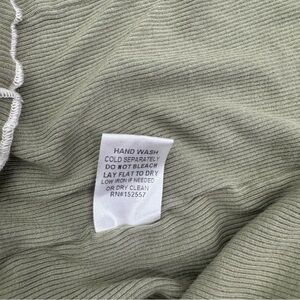 HAND WASH
COLD SEPARATELY
DO NOT BLEACH
LAY FLAT TO DRY
LOW IRON IF NEEDED
OR DRY CLEAN
RN#152557